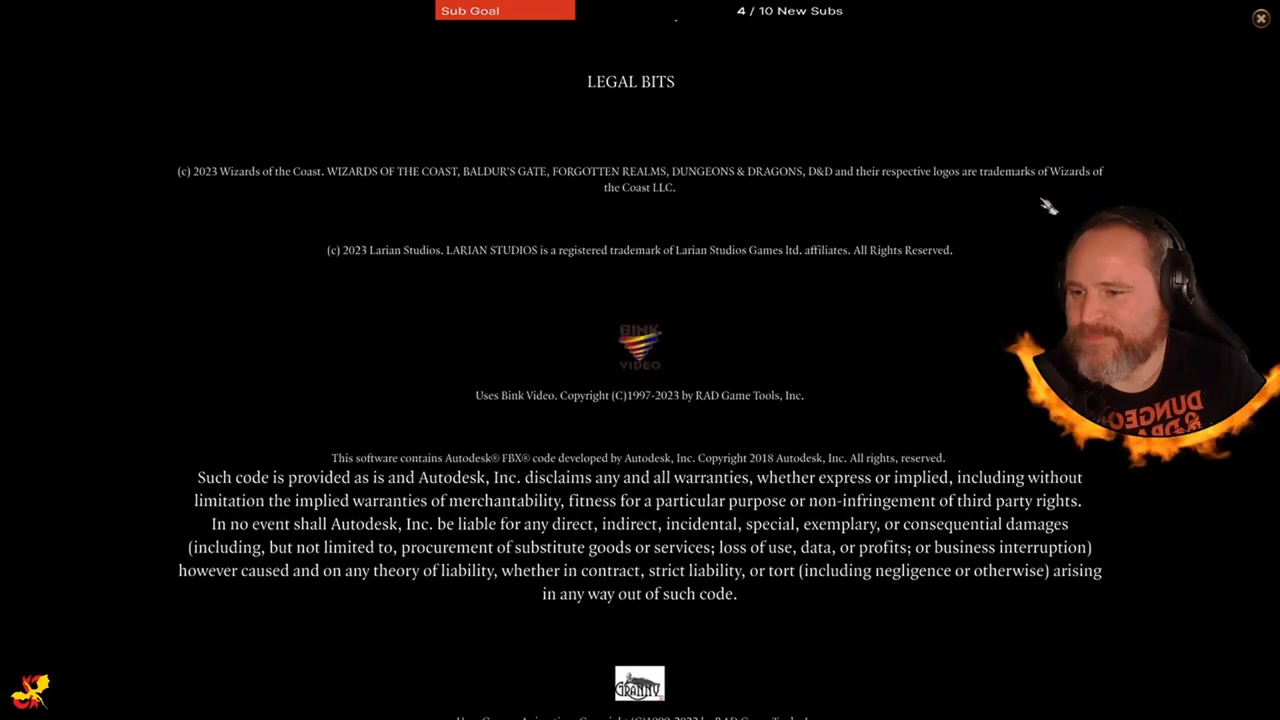 Sub Goal
4 / 10 New Subs
LEGAL BITS
(c) 2023 Wizards of the Coast. WIZARDS OF THE COAST, BALDUR'S GATE, FORGOTTEN REALMS, DUNGEONS & DRAGONS, D&D and their respective logos are trademarks of Wizards of
the Coast LLC.
(c) 2023 Larian Studios. LARIAN STUDIOS is a registered trademark of Larian Studios Games ltd. affiliates. All Rights Reserved.
BINK
VIDEO
Uses Bink Video. Copyright (C)1997-2023 by RAD Game Tools, Inc.
This software contains Autodesk® FBX® code developed by Autodesk, Inc. Copyright 2018 Autodesk, Inc. All rights, reserved.
Such code is provided as is and Autodesk, Inc. disclaims any and all warranties, whether express or implied, including without
limitation the implied warranties of merchantability, fitness for a particular purpose or non-infringement of third party rights.
In no event shall Autodesk, Inc. be liable for any direct, indirect, incidental, special, exemplary, or consequential damages
(including, but not limited to, procurement of substitute goods or services; loss of use, data, or profits; or business interruption)
however caused and on any theory of liability, whether in contract, strict liability, or tort (including negligence or otherwise) arising
in any way out of such code.
DUNGEO
& DRA
GRANNY